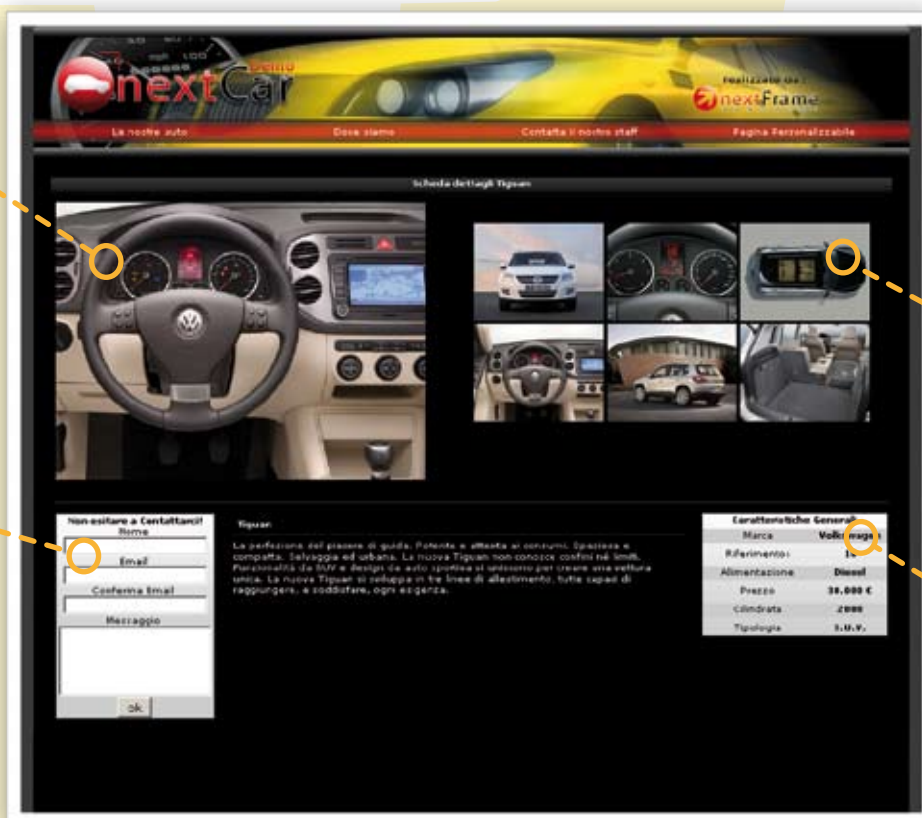 Demo
nextCar
realizzato da :
nextFrame
Le nostre auto
Dove siamo
Contatta il nostro staff
Pagina Personalizzabile
Scheda dettagli Tiguan
Non esitare a Contattarci!
Nome
Email
Conferma Email
Messaggio
ok
Tiguan
La perfezione del piacere di guida. Potente e attenta ai consumi. Spaziosa e
compatta. Selvaggia ed urbana. La nuova Tiguan non conosce confini né limiti.
Funzionalità da SUV e design da auto sportiva si uniscono per creare una vettura
unica. La nuova Tiguan si sviluppa in tre linee di allestimento, tutte capaci di
raggiungere, e soddisfare, ogni esigenza.
Caratteristiche Generali
Marca Volkswagen
Riferimento:
Alimentazione Diesel
Prezzo 30.000 €
Cilindrata 2000
Tipologia S.U.V.